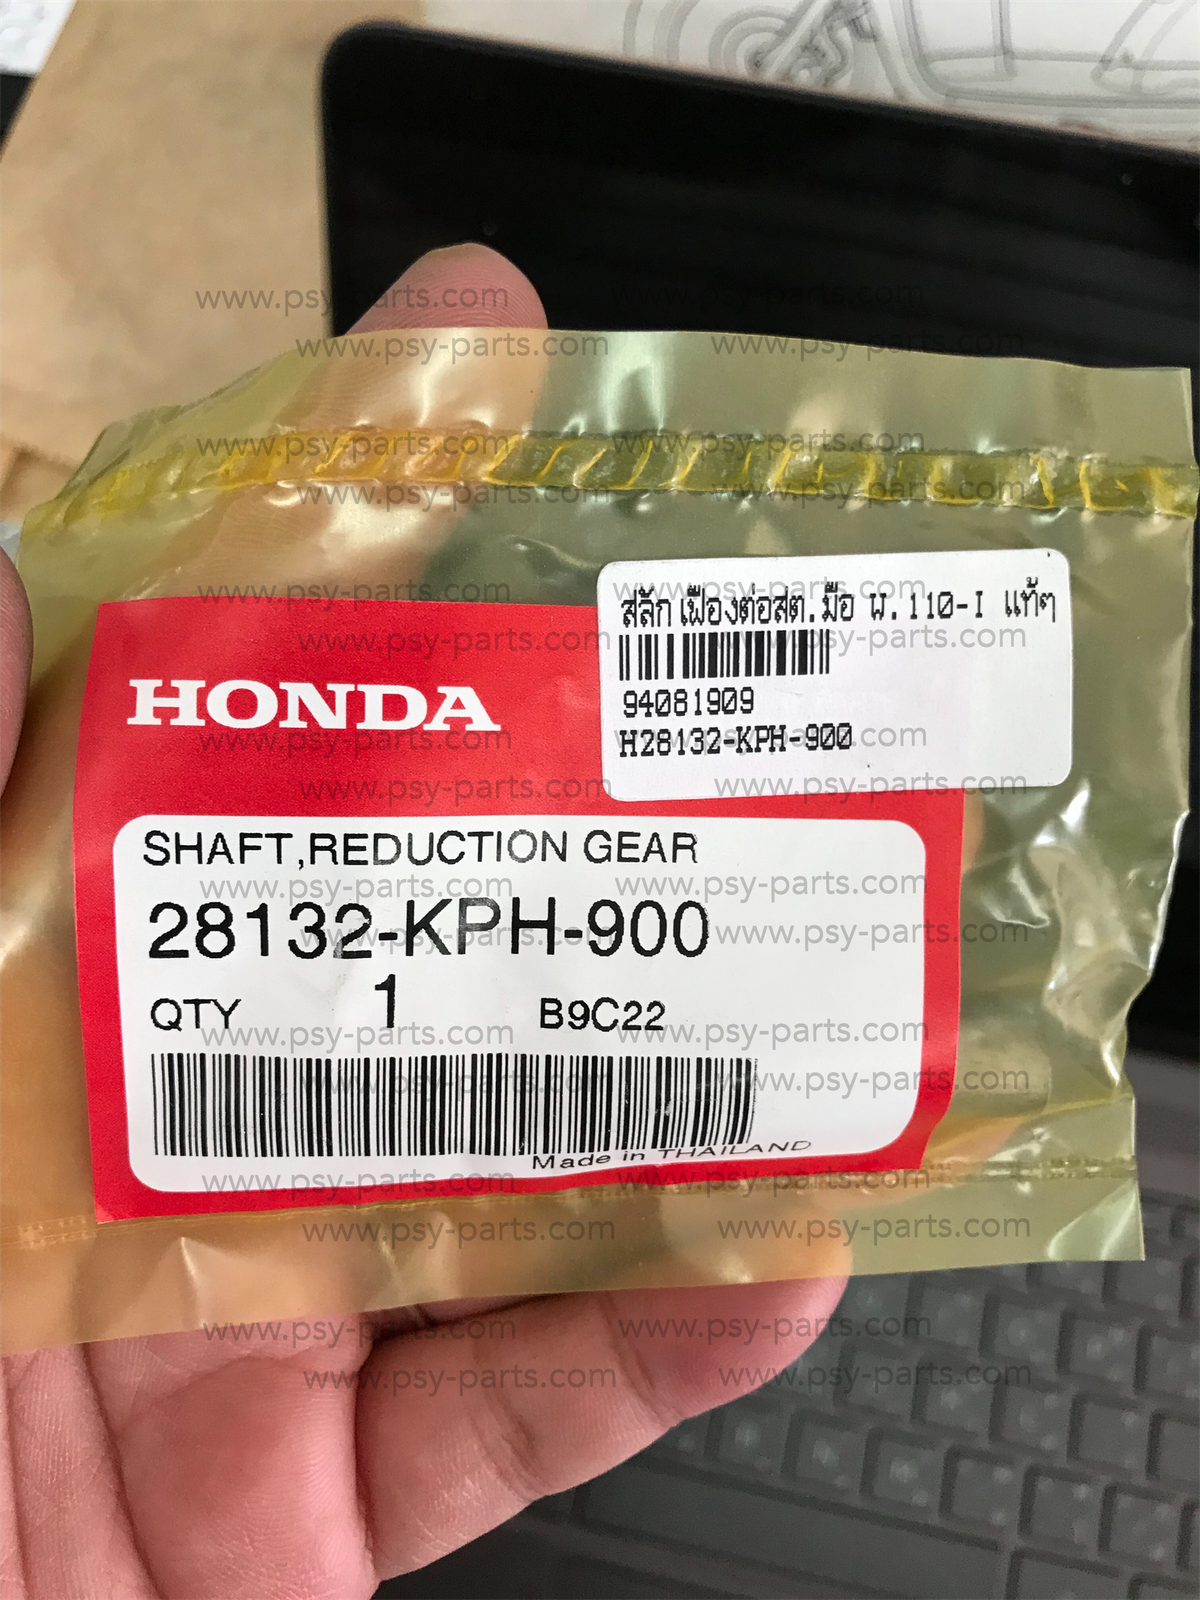 สลัก เฟืองต่อสต.มือ ผ.110-I แท้ๆ
94081909
H28132-KPH-900
HONDA
SHAFT,REDUCTION GEAR
28132-KPH-900
QTY 1 B9C22
Made in THAILAND
www.psy-parts.com